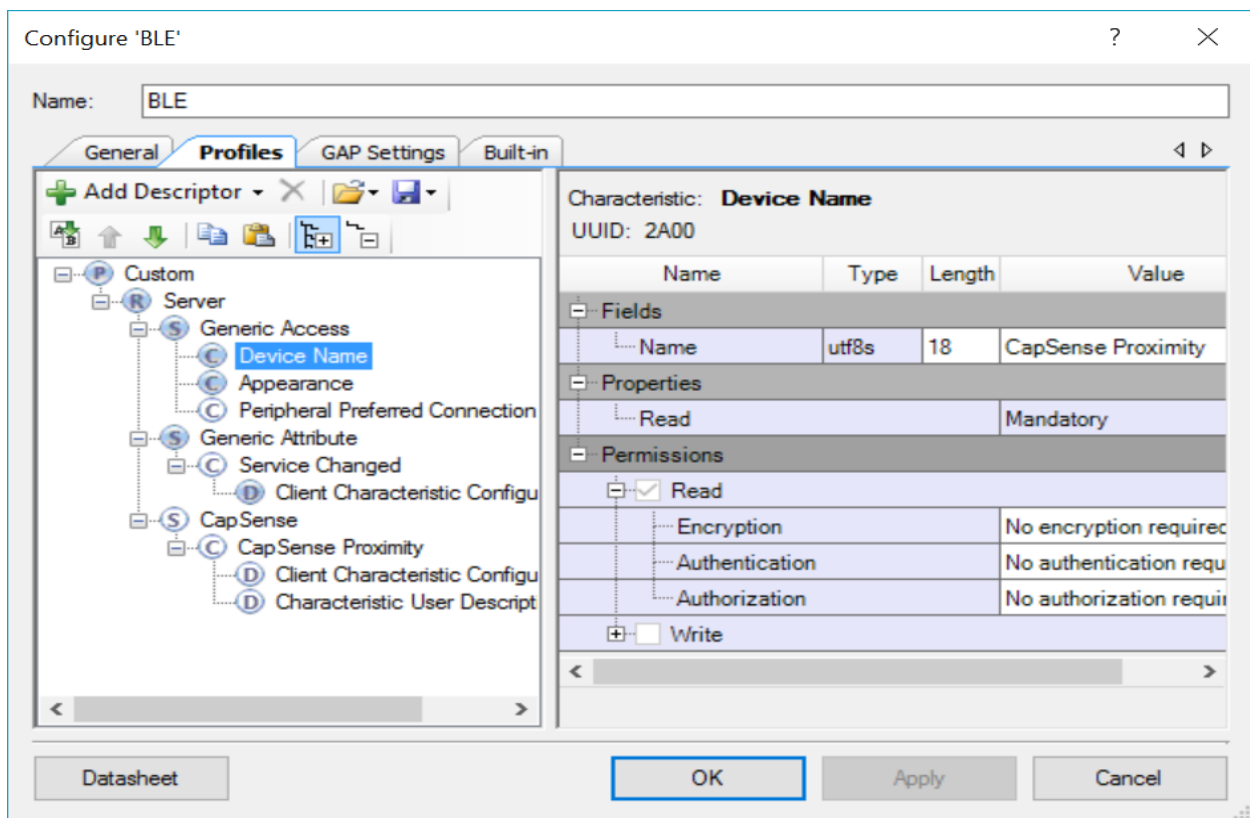 Configure 'BLE' ?
Name: BLE
General Profiles GAP Settings Built-in
Add Descriptor
Custom
Server
Generic Access
Device Name
Appearance
Peripheral Preferred Connection
Generic Attribute
Service Changed
Client Characteristic Configu
CapSense
CapSense Proximity
Client Characteristic Configu
Characteristic User Descript
Characteristic: Device Name
UUID: 2A00
Name Type Length Value
Fields
Name utf8s 18 CapSense Proximity
Properties
Read Mandatory
Permissions
Read
Encryption No encryption required
Authentication No authentication requ
Authorization No authorization requir
Write
Datasheet OK Apply Cancel